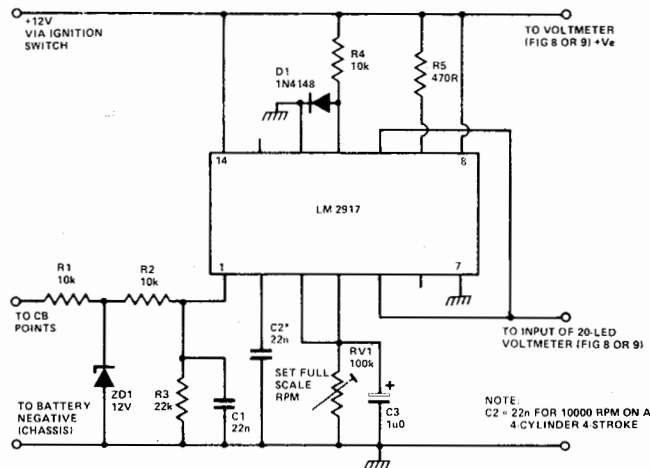 +12V
VIA IGNITION
SWITCH
TO VOLTMETER
(FIG 8 OR 9) +Ve
R4
10k
R5
470R
D1
1N4148
14
8
LM 2917
1
7
R1
10k
R2
10k
TO CB
POINTS
C2*
22n
TO INPUT OF 20-LED
VOLTMETER (FIG 8 OR 9)
RV1
100k
SET FULL
SCALE
RPM
+
ZD1
12V
R3
22k
C1
22n
C3
1u0
TO BATTERY
NEGATIVE
(CHASSIS)
NOTE:
C2 = 22n FOR 10000 RPM ON A
4-CYLINDER 4-STROKE